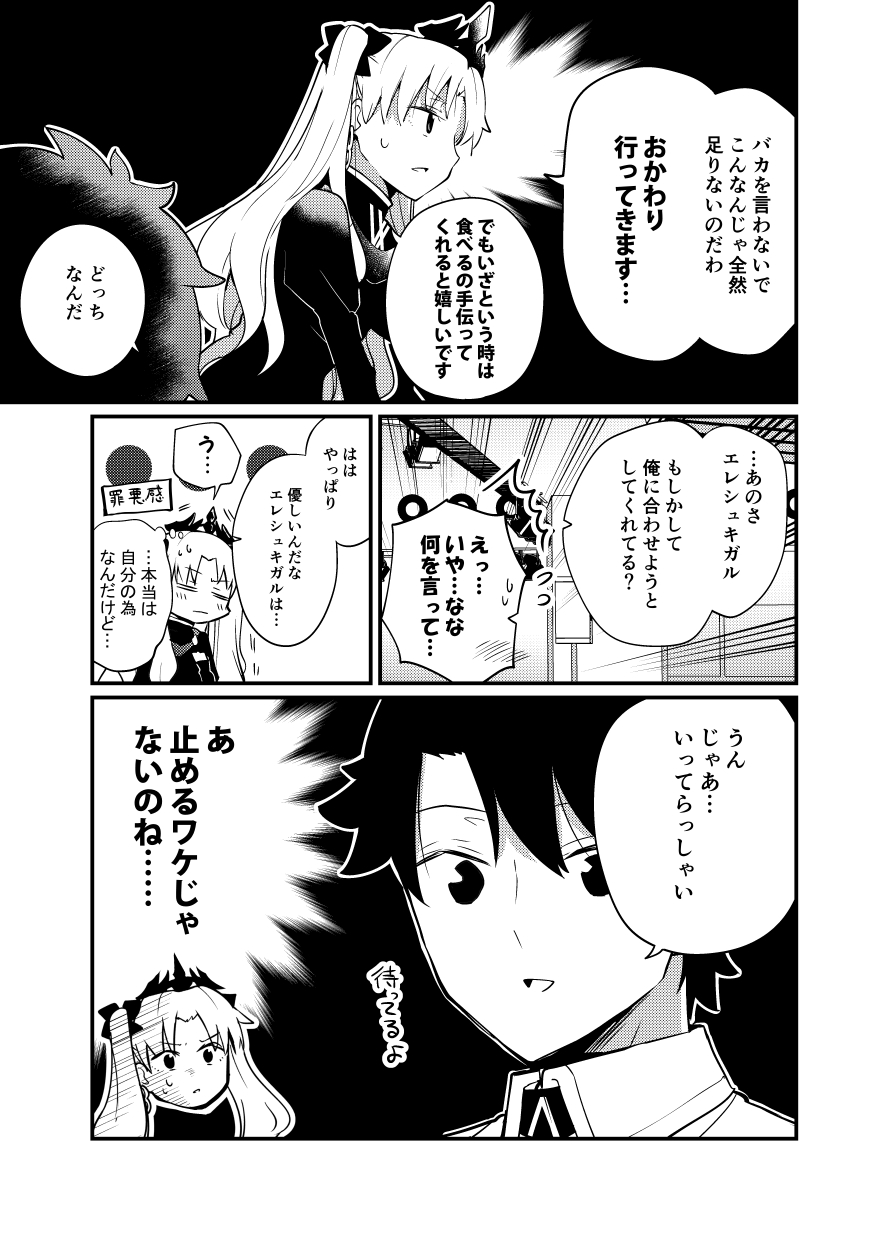 バカを言わないで
こんなんじゃ全然
足りないのだわ
おかわり
行ってきます…
でもいざという時は
食べるの手伝って
くれると嬉しいです
どっち
なんだ
…あのさ
エレシュキガル
もしかして
俺に合わせようと
してくれてる？
えっ…
いや…なな
何を言って…
はは
やっぱり
優しいんだな
エレシュキガルは…
う…
罪悪感
…本当は
自分の為
なんだけど…
うん
じゃあ…
いってらっしゃい
待ってるよ
あ
止めるワケじゃ
ないのね……